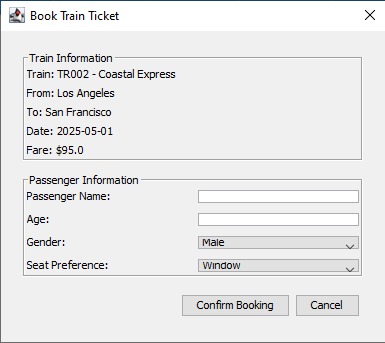 Book Train Ticket
Train Information
Train: TR002 - Coastal Express
From: Los Angeles
To: San Francisco
Date: 2025-05-01
Fare: $95.0
Passenger Information
Passenger Name:
Age:
Gender: Male
Seat Preference: Window
Confirm Booking Cancel